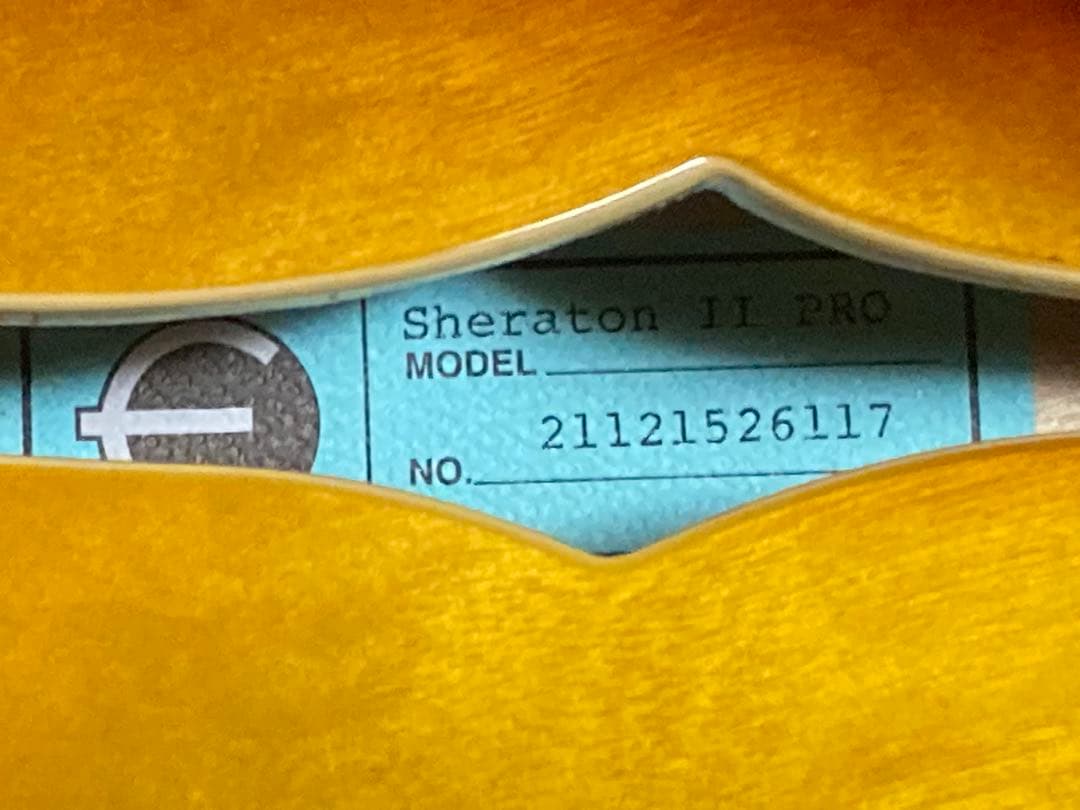 Sheraton II PRO
MODEL
21121526117
NO.